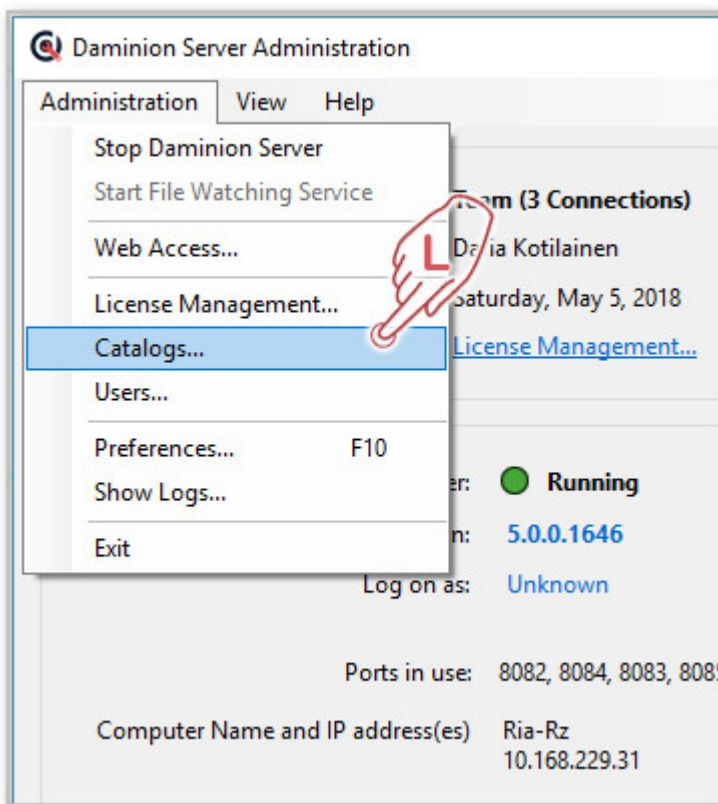 Daminion Server Administration
Administration View Help
Stop Daminion Server
Start File Watching Service
Web Access...
License Management...
Catalogs...
Users...
Preferences... F10
Show Logs...
Exit
L
(3 Connections)
Kotilainen
Saturday, May 5, 2018
License Management...
er: Running
n: 5.0.0.1646
Log on as: Unknown
Ports in use: 8082, 8084, 8083, 8085
Computer Name and IP address(es) Ria-Rz
10.168.229.31